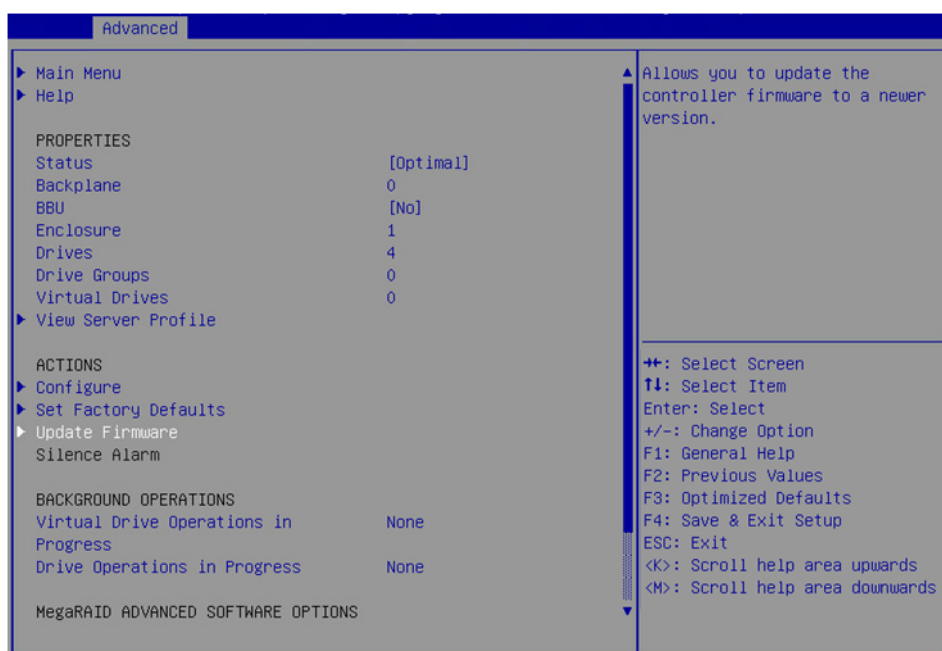 Advanced
Main Menu
Help
PROPERTIES
Status [Optimal]
Backplane 0
BBU [No]
Enclosure 1
Drives 4
Drive Groups 0
Virtual Drives 0
View Server Profile
ACTIONS
Configure
Set Factory Defaults
Update Firmware
Silence Alarm
BACKGROUND OPERATIONS
Virtual Drive Operations in None
Progress
Drive Operations in Progress None
MegaRAID ADVANCED SOFTWARE OPTIONS
Allows you to update the
controller firmware to a newer
version.
→←: Select Screen
↑↓: Select Item
Enter: Select
+/-: Change Option
F1: General Help
F2: Previous Values
F3: Optimized Defaults
F4: Save & Exit Setup
ESC: Exit
<K>: Scroll help area upwards
<M>: Scroll help area downwards